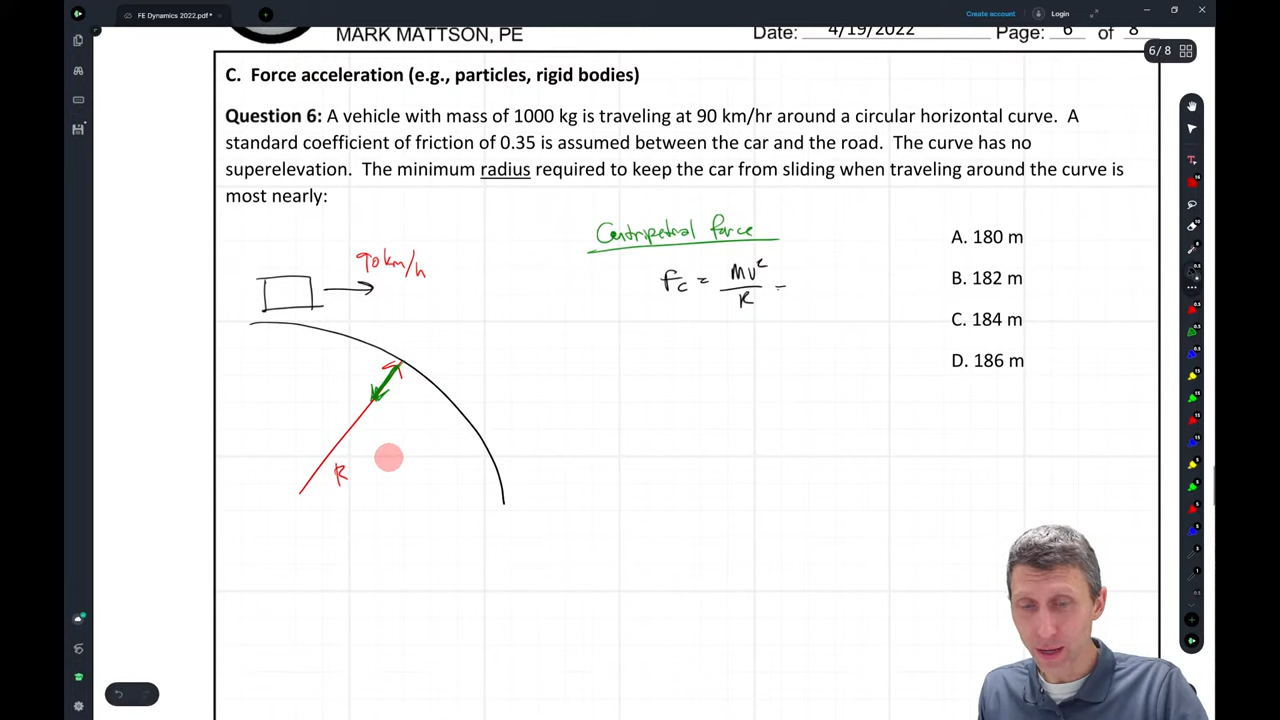 FE Dynamics 2022.pdf*
Create account
Login
MARK MATTSON, PE
Date: 4/19/2022 Page: 6 of 8
6/8
C. Force acceleration (e.g., particles, rigid bodies)
Question 6: A vehicle with mass of 1000 kg is traveling at 90 km/hr around a circular horizontal curve. A
standard coefficient of friction of 0.35 is assumed between the car and the road. The curve has no
superelevation. The minimum radius required to keep the car from sliding when traveling around the curve is
most nearly:
Centripetral force
90km/h
Fc = mv²/R =
A. 180 m
B. 182 m
C. 184 m
D. 186 m
R